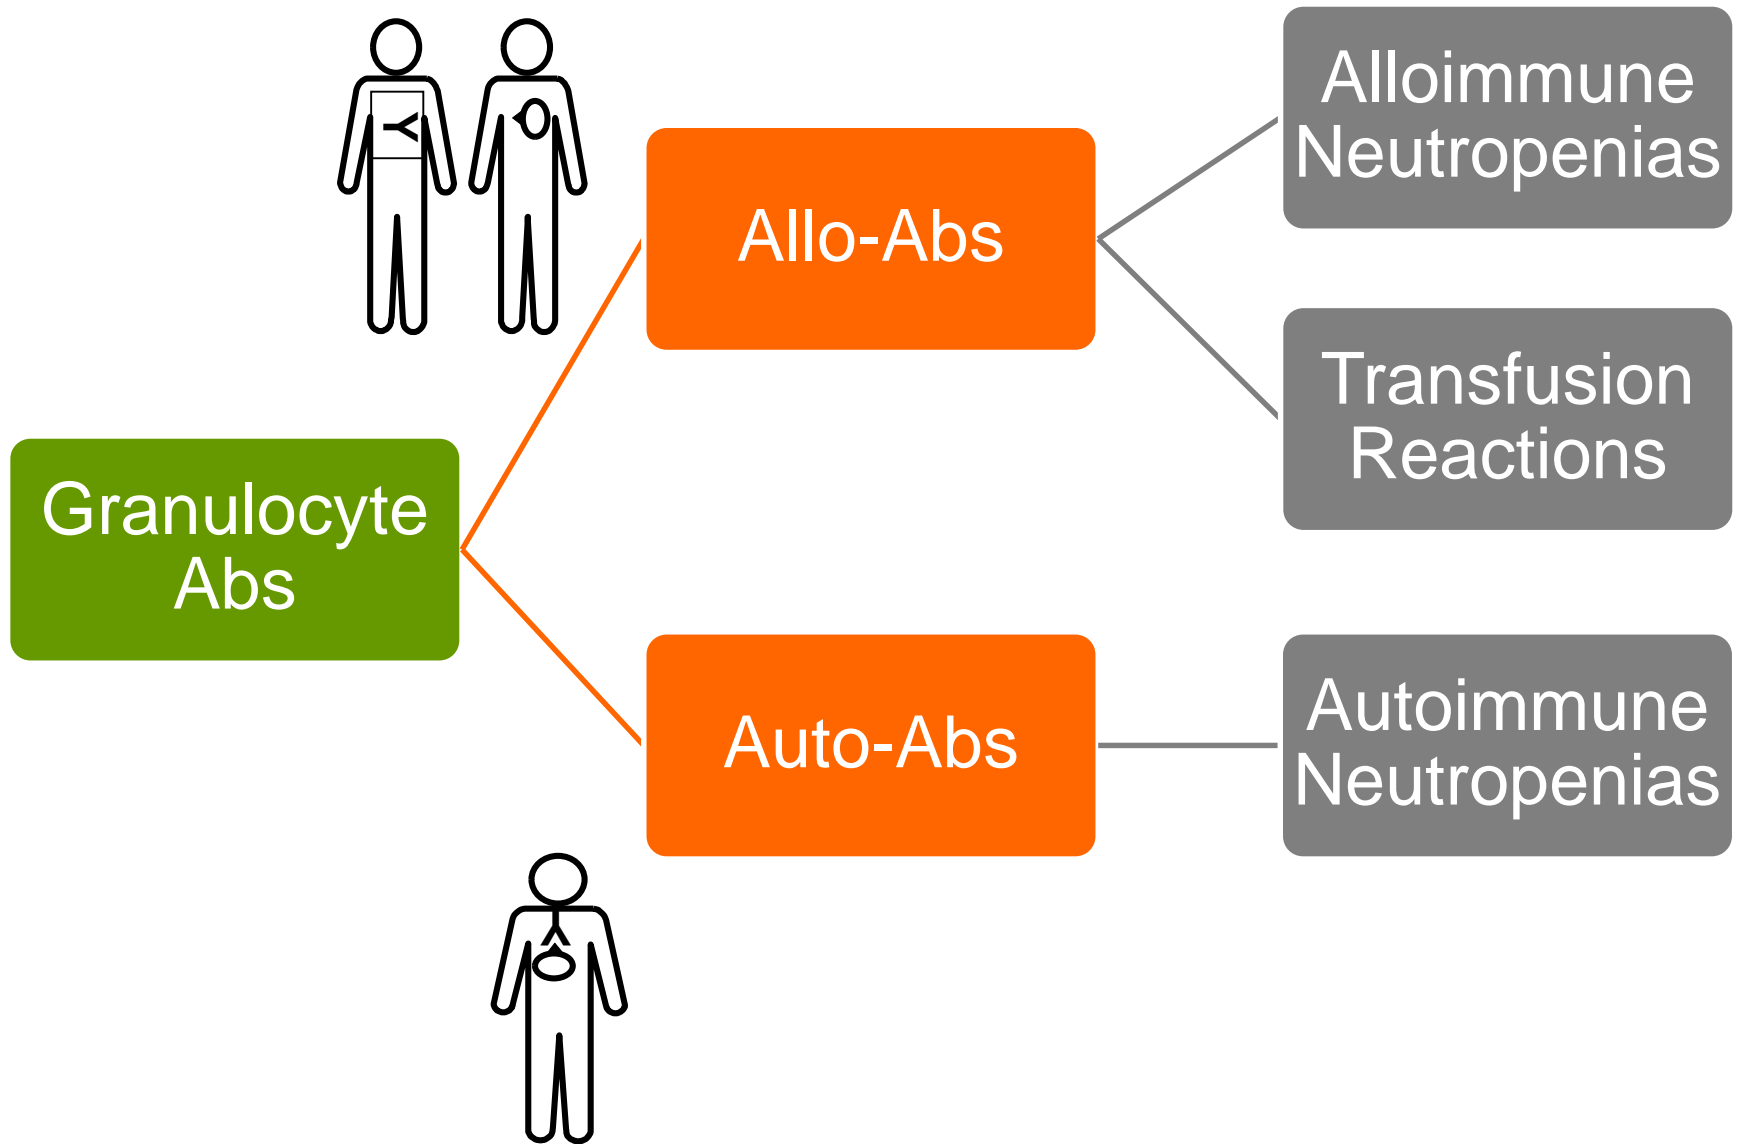 Granulocyte
Abs
Allo-Abs
Alloimmune
Neutropenias
Transfusion
Reactions
Auto-Abs
Autoimmune
Neutropenias